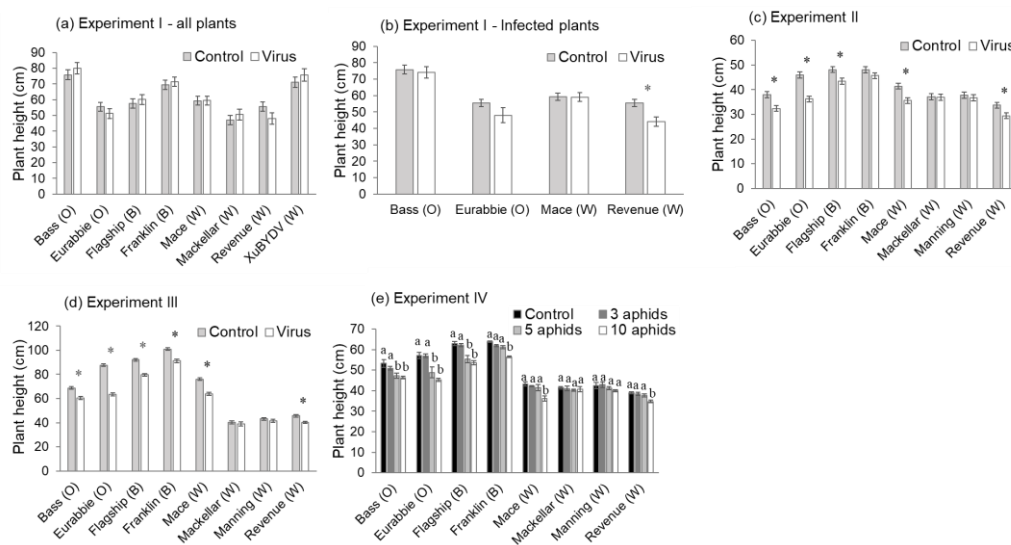 (a) Experiment I - all plants
Control Virus
Plant height (cm)
90
80
70
60
50
40
30
20
10
0
Bass (O)
Eurabbie (O)
Flagship (B)
Franklin (B)
Mace (W)
Mackellar (W)
Revenue (W)
XuBYDV (W)
(b) Experiment I - Infected plants
Control Virus
Plant height (cm)
90
80
70
60
50
40
30
20
10
0
*
Bass (O) Eurabbie (O) Mace (W) Revenue (W)
(c) Experiment II
Control Virus
Plant height (cm)
60
50
40
30
20
10
0
* * * * *
Bass (O)
Eurabbie (O)
Flagship (B)
Franklin (B)
Mace (W)
Mackellar (W)
Manning (W)
Revenue (W)
(d) Experiment III
Control Virus
Plant height (cm)
120
100
80
60
40
20
0
* * * * * *
Bass (O)
Eurabbie (O)
Flagship (B)
Franklin (B)
Mace (W)
Mackellar (W)
Manning (W)
Revenue (W)
(e) Experiment IV
Control 3 aphids
5 aphids 10 aphids
Plant height (cm)
70
60
50
40
30
20
10
0
a a b b
a a b b
a a b b
a a a b
a a a b
a a a a
a a a a
a a a b
Bass (O)
Eurabbie (O)
Flagship (B)
Franklin (B)
Mace (W)
Mackellar (W)
Manning (W)
Revenue (W)